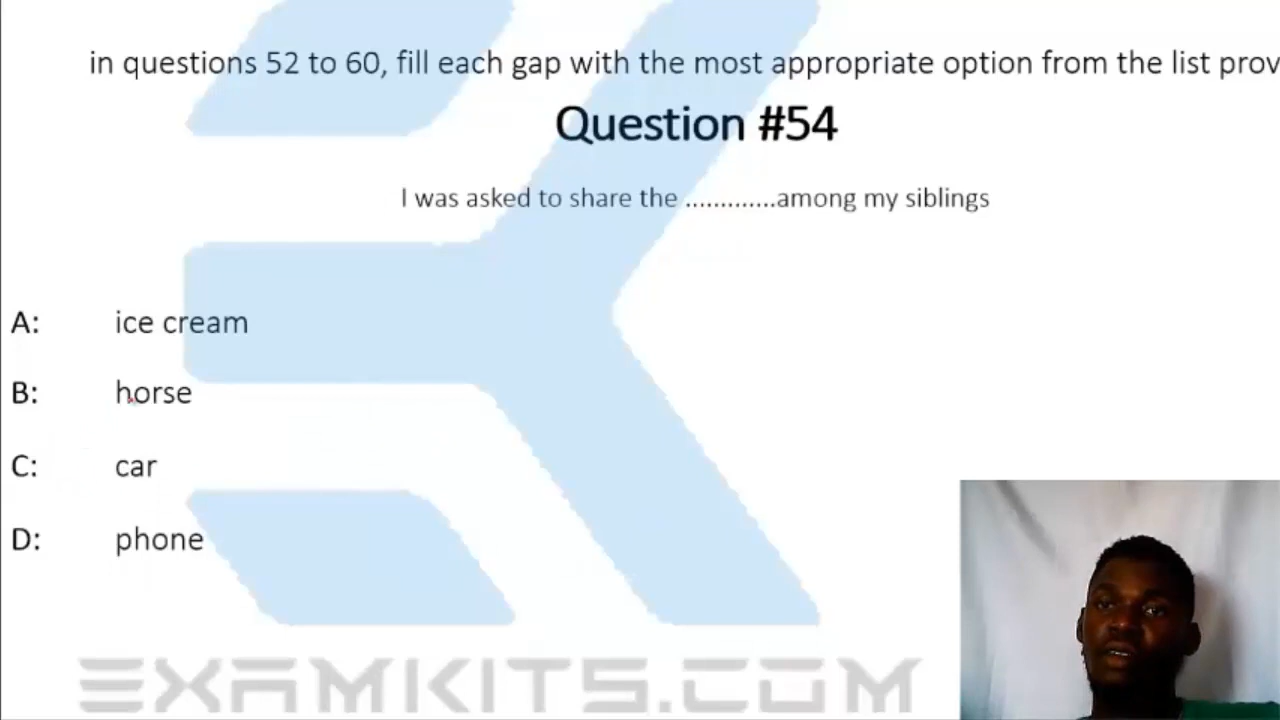 in questions 52 to 60, fill each gap with the most appropriate option from the list prov
Question #54
I was asked to share the .............among my siblings
A: ice cream
B: horse
C: car
D: phone
EXAMKITS.COM